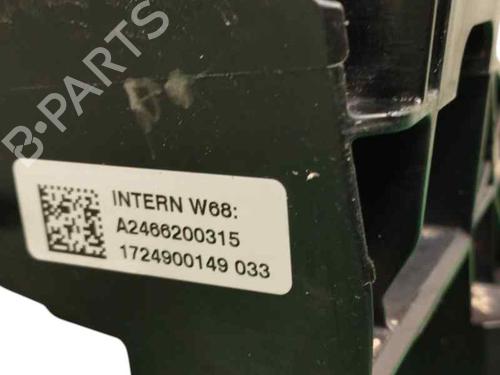 B-PARTS
INTERN W68:
A2466200315
1724900149 033